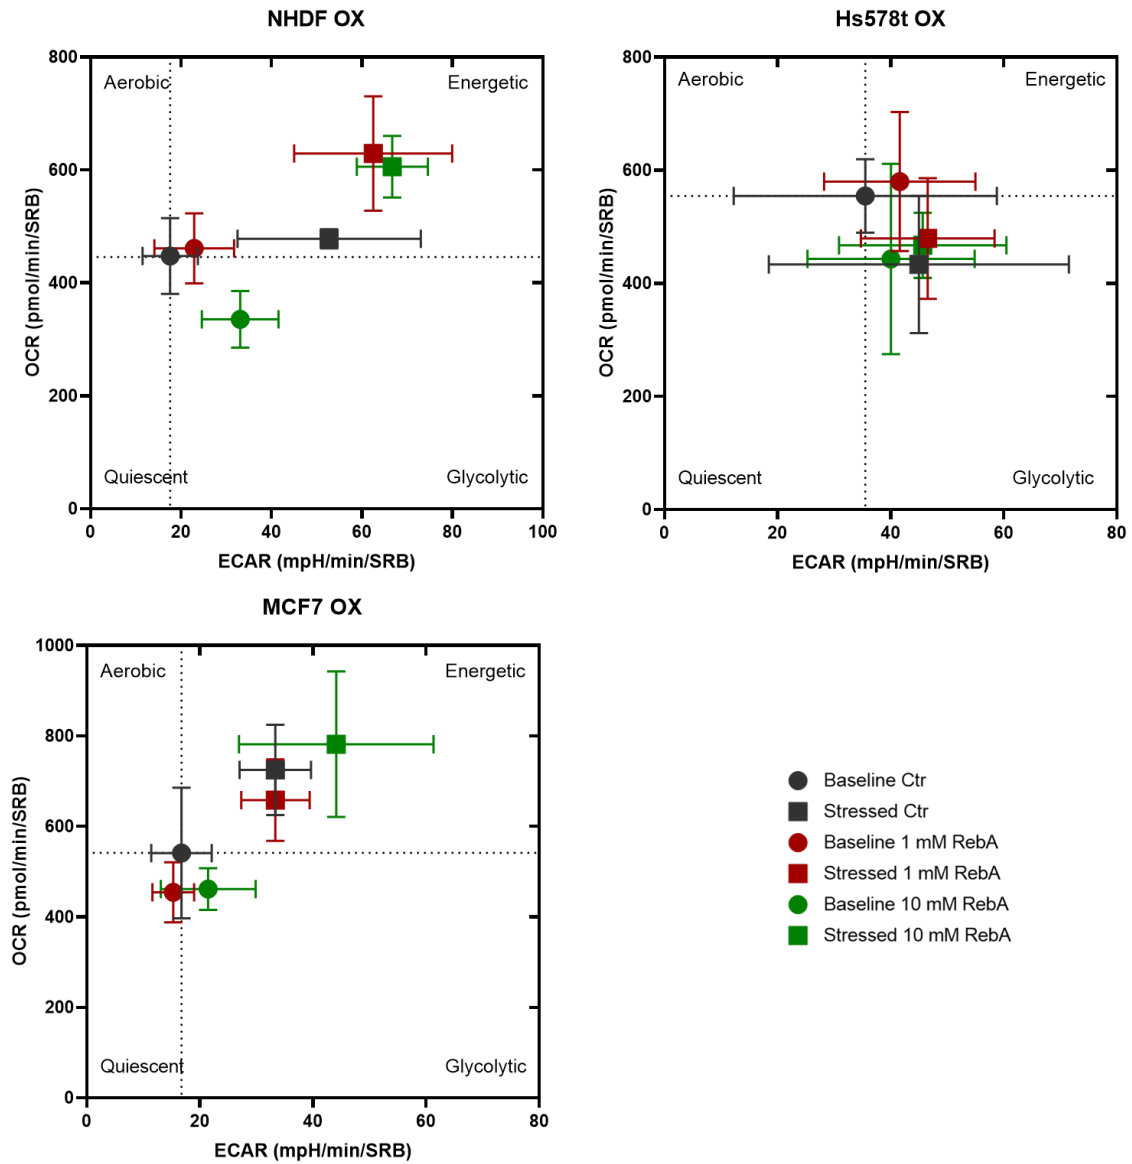 NHDF OX
800
600
400
200
0
OCR (pmol/min/SRB)
Aerobic
Energetic
Quiescent
Glycolytic
0 20 40 60 80 100
ECAR (mpH/min/SRB)
Hs578t OX
800
600
400
200
0
OCR (pmol/min/SRB)
Aerobic
Energetic
Quiescent
Glycolytic
0 20 40 60 80
ECAR (mpH/min/SRB)
MCF7 OX
1000
800
600
400
200
0
OCR (pmol/min/SRB)
Aerobic
Energetic
Quiescent
Glycolytic
0 20 40 60 80
ECAR (mpH/min/SRB)
Baseline Ctr
Stressed Ctr
Baseline 1 mM RebA
Stressed 1 mM RebA
Baseline 10 mM RebA
Stressed 10 mM RebA